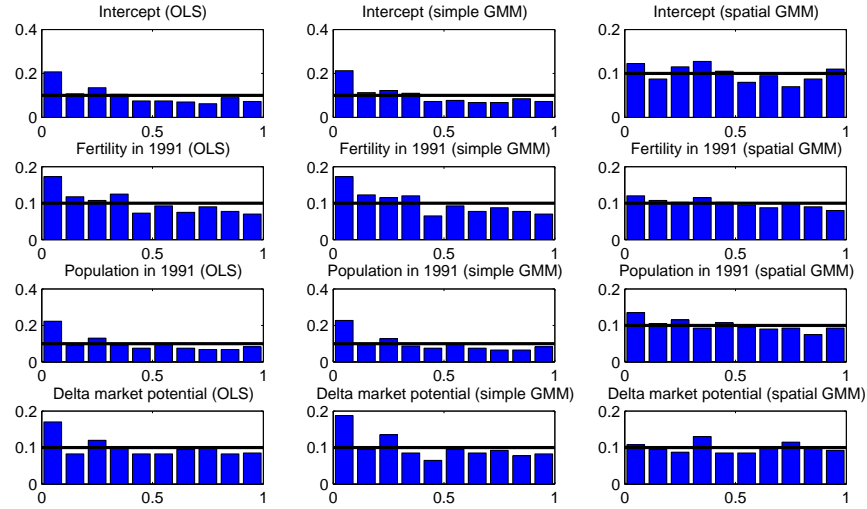 Intercept (OLS)
0.4
0.2
0
0 0.5 1
Intercept (simple GMM)
0.4
0.2
0
0 0.5 1
Intercept (spatial GMM)
0.2
0.1
0
0 0.5 1
Fertility in 1991 (OLS)
0.2
0.1
0
0 0.5 1
Fertility in 1991 (simple GMM)
0.2
0.1
0
0 0.5 1
Fertility in 1991 (spatial GMM)
0.2
0.1
0
0 0.5 1
Population in 1991 (OLS)
0.4
0.2
0
0 0.5 1
Population in 1991 (simple GMM)
0.4
0.2
0
0 0.5 1
Population in 1991 (spatial GMM)
0.2
0.1
0
0 0.5 1
Delta market potential (OLS)
0.2
0.1
0
0 0.5 1
Delta market potential (simple GMM)
0.2
0.1
0
0 0.5 1
Delta market potential (spatial GMM)
0.2
0.1
0
0 0.5 1